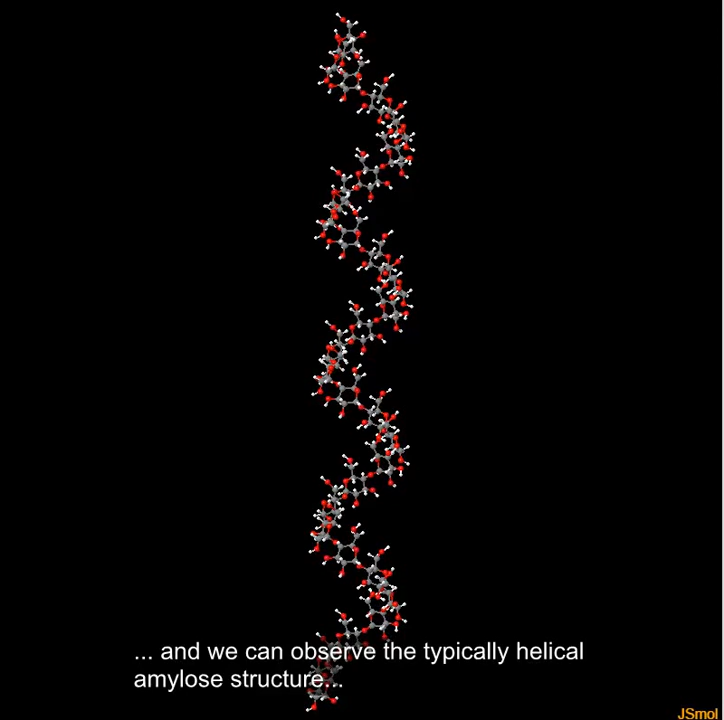 ... and we can observe the typically helical
amylose structure...
JSmol